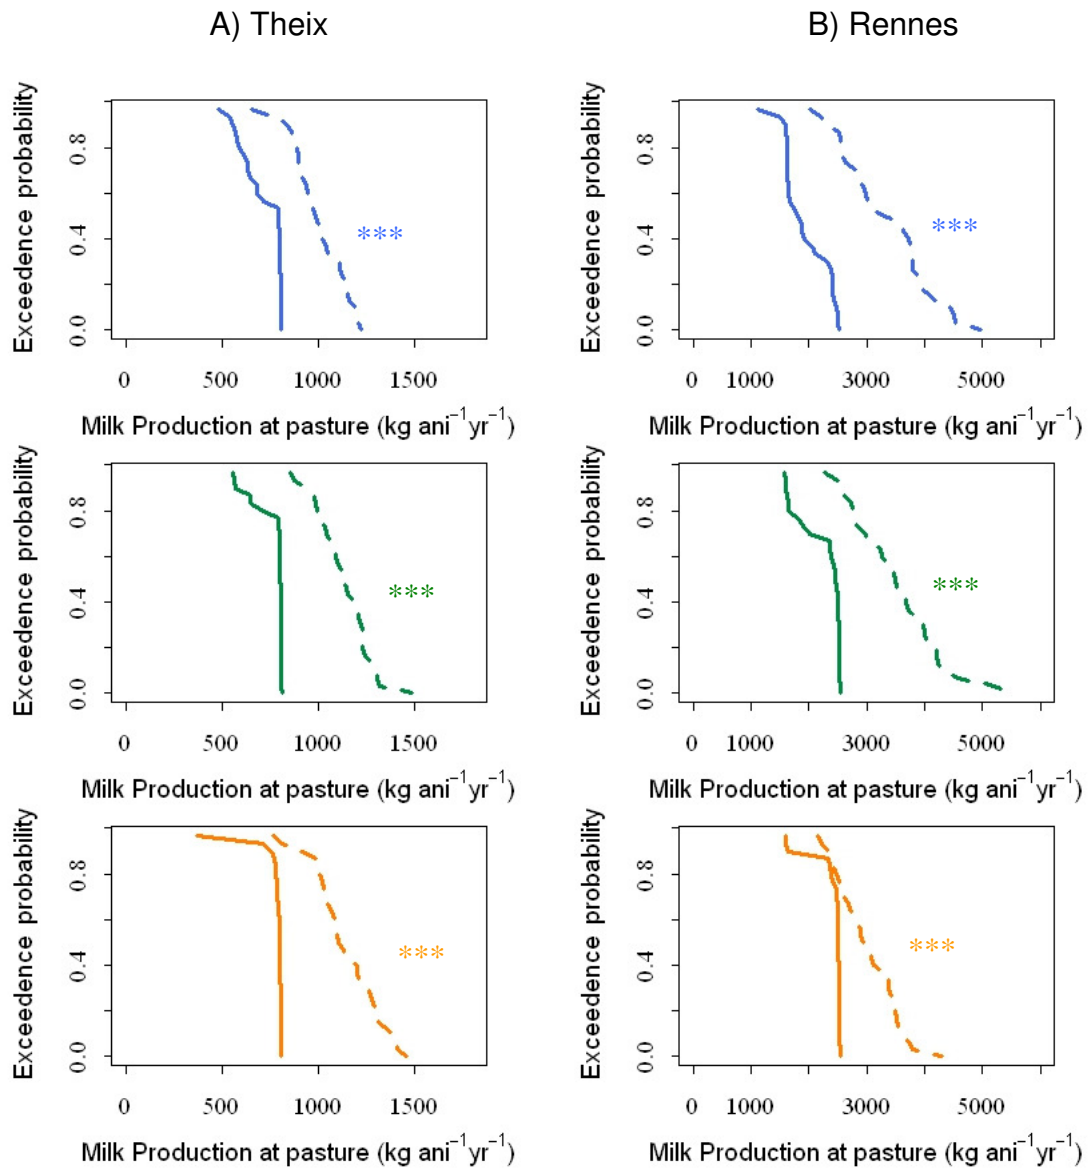 A) Theix
B) Rennes
Exceedence probability
0.0 0.4 0.8
***
0 500 1000 1500
Milk Production at pasture (kg ani⁻¹yr⁻¹)
Exceedence probability
0.0 0.4 0.8
***
0 1000 3000 5000
Milk Production at pasture (kg ani⁻¹yr⁻¹)
Exceedence probability
0.0 0.4 0.8
***
0 500 1000 1500
Milk Production at pasture (kg ani⁻¹yr⁻¹)
Exceedence probability
0.0 0.4 0.8
***
0 1000 3000 5000
Milk Production at pasture (kg ani⁻¹yr⁻¹)
Exceedence probability
0.0 0.4 0.8
***
0 500 1000 1500
Milk Production at pasture (kg ani⁻¹yr⁻¹)
Exceedence probability
0.0 0.4 0.8
***
0 1000 3000 5000
Milk Production at pasture (kg ani⁻¹yr⁻¹)